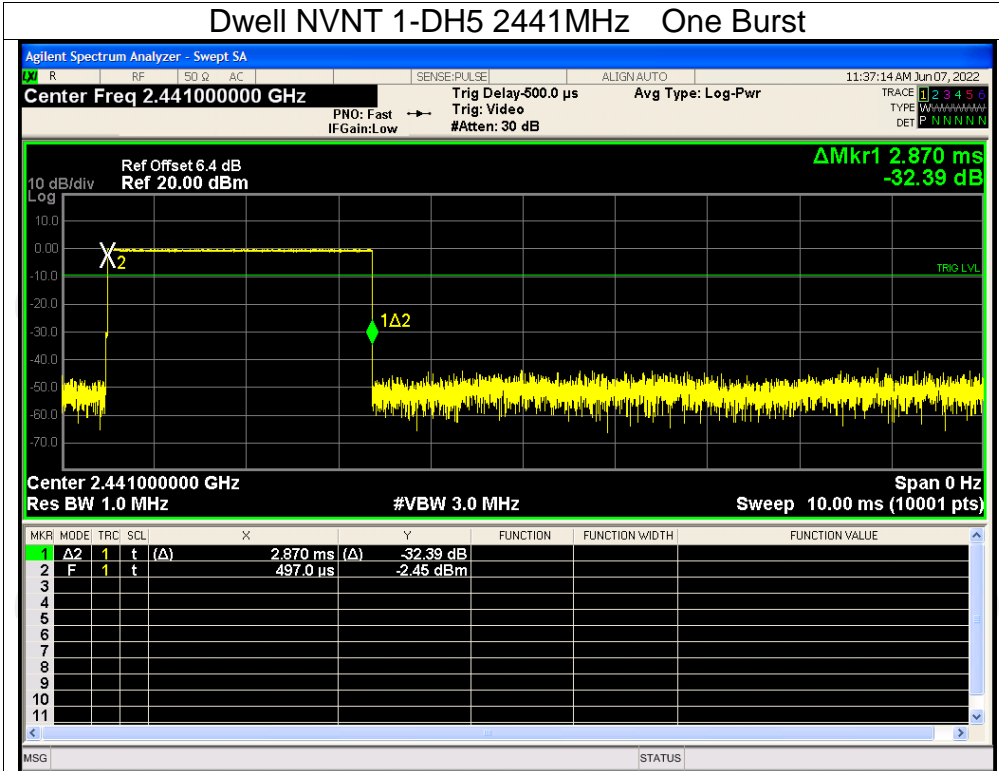 Dwell NVNT 1-DH5 2441MHz One Burst
Agilent Spectrum Analyzer - Swept SA
LXI R RF 50 Ω AC SENSE:PULSE ALIGN AUTO 11:37:14 AM Jun 07, 2022
Center Freq 2.441000000 GHz Trig Delay-500.0 µs Avg Type: Log-Pwr TRACE 1 2 3 4 5 6
PNO: Fast Trig: Video TYPE WWWWWW
IFGain:Low #Atten: 30 dB DET P N N N N N
ΔMkr1 2.870 ms
Ref Offset 6.4 dB
10 dB/div Ref 20.00 dBm -32.39 dB
Log
10.0
0.00
2
-10.0
TRIG LVL
-20.0
1Δ2
-30.0
-40.0
-50.0
-60.0
-70.0
Center 2.441000000 GHz Span 0 Hz
Res BW 1.0 MHz #VBW 3.0 MHz Sweep 10.00 ms (10001 pts)
MKR MODE TRC SCL X Y FUNCTION FUNCTION WIDTH FUNCTION VALUE
1 Δ2 1 t (Δ) 2.870 ms (Δ) -32.39 dB
2 F 1 t 497.0 µs -2.45 dBm
3
4
5
6
7
8
9
10
11
MSG STATUS